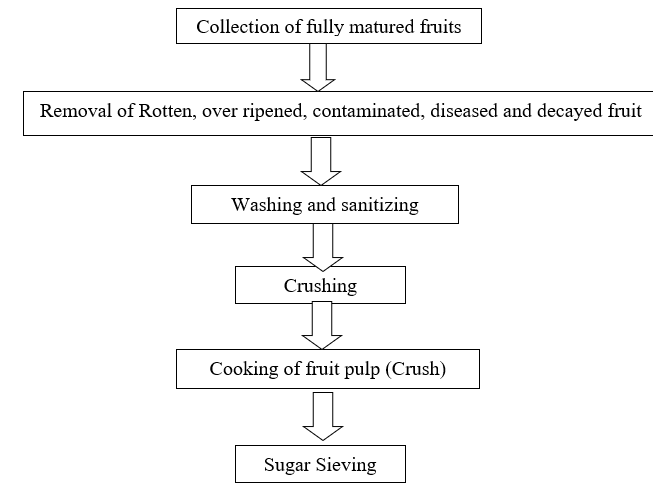 Collection of fully matured fruits
Removal of Rotten, over ripened, contaminated, diseased and decayed fruit
Washing and sanitizing
Crushing
Cooking of fruit pulp (Crush)
Sugar Sieving